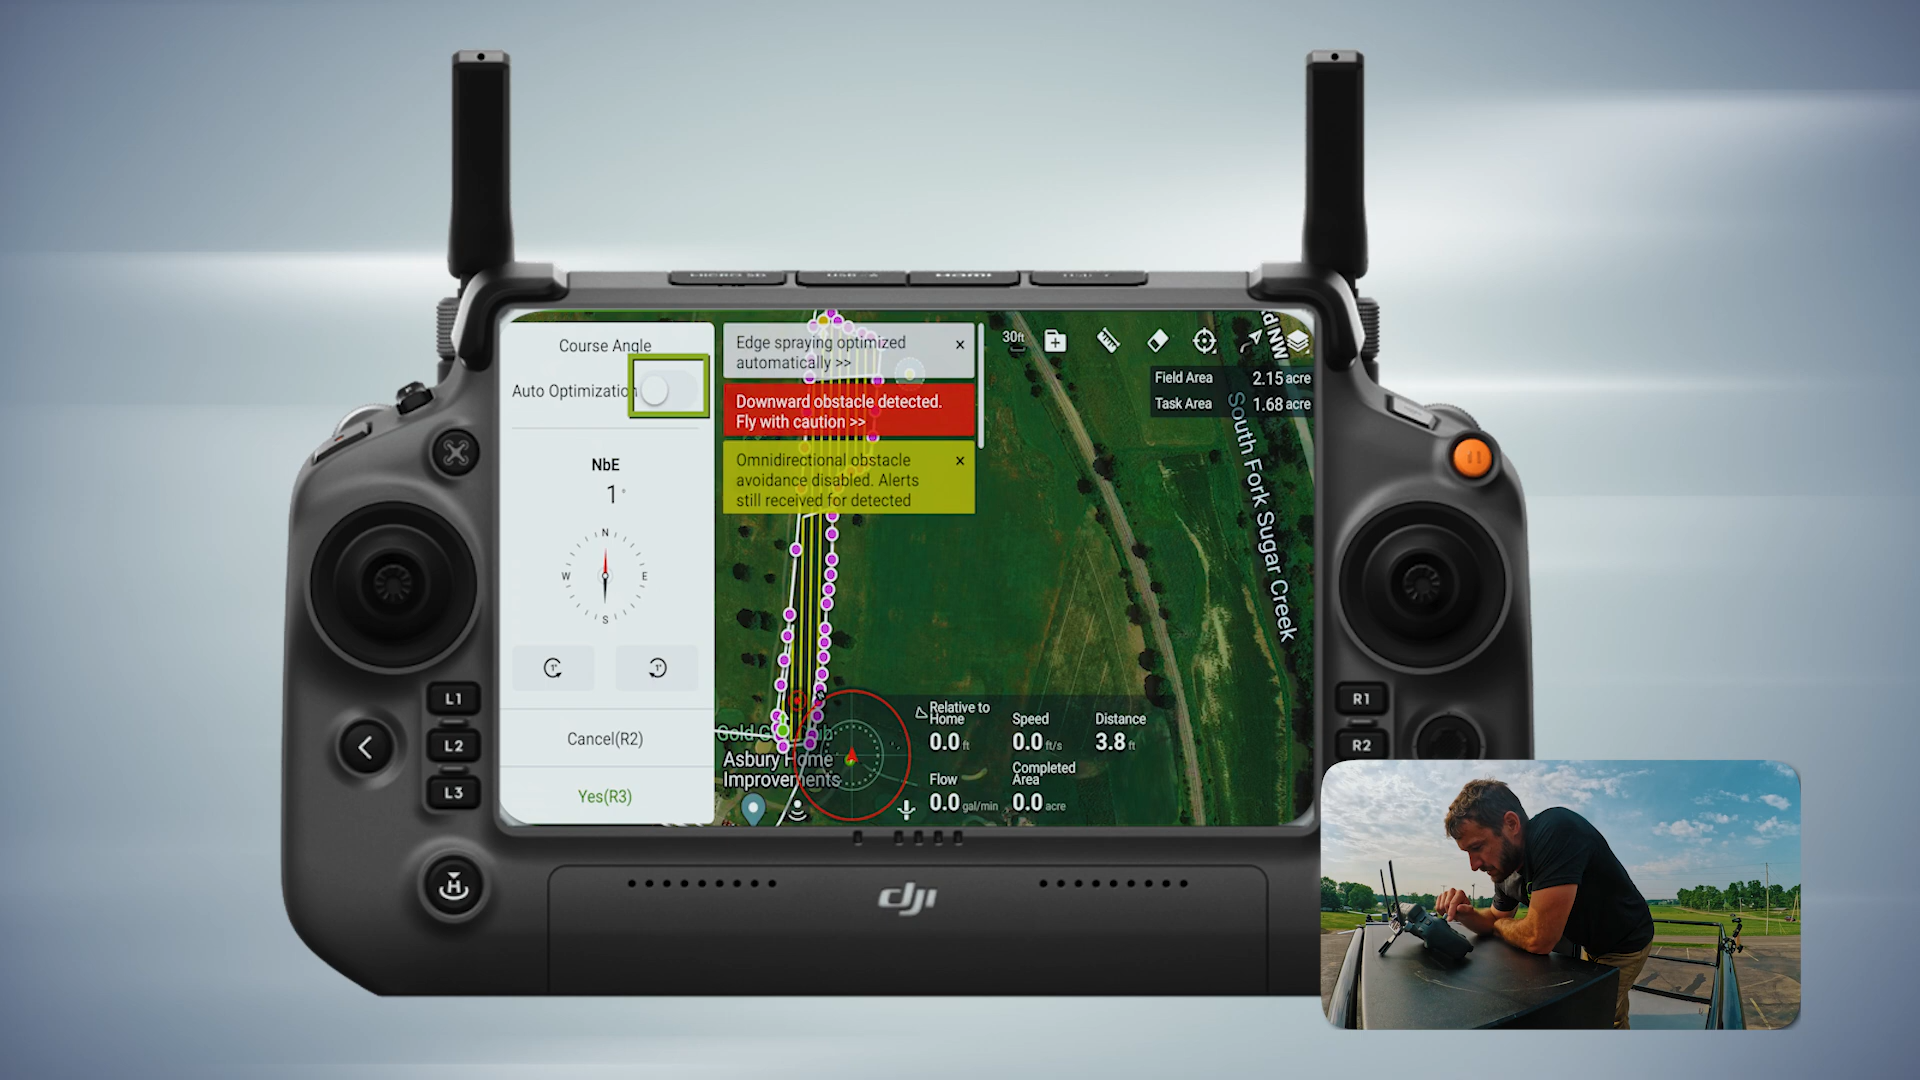 HDMI
Course Angle
Auto Optimization
NbE
1°
N
W
E
S
1°
1°
Cancel(R2)
Yes(R3)
Edge spraying optimized
automatically >>
Downward obstacle detected.
Fly with caution >>
Omnidirectional obstacle
avoidance disabled. Alerts
still received for detected
30ft
Field Area 2.15 acre
Task Area 1.68 acre
South Fork Sugar Creek
Asbury Home
Improvements
Relative to
Home
0.0 ft
Speed
0.0 ft/s
Distance
3.8 ft
Flow
0.0 gal/min
Completed
Area
0.0 acre
L1
L2
L3
R1
R2
H
dji